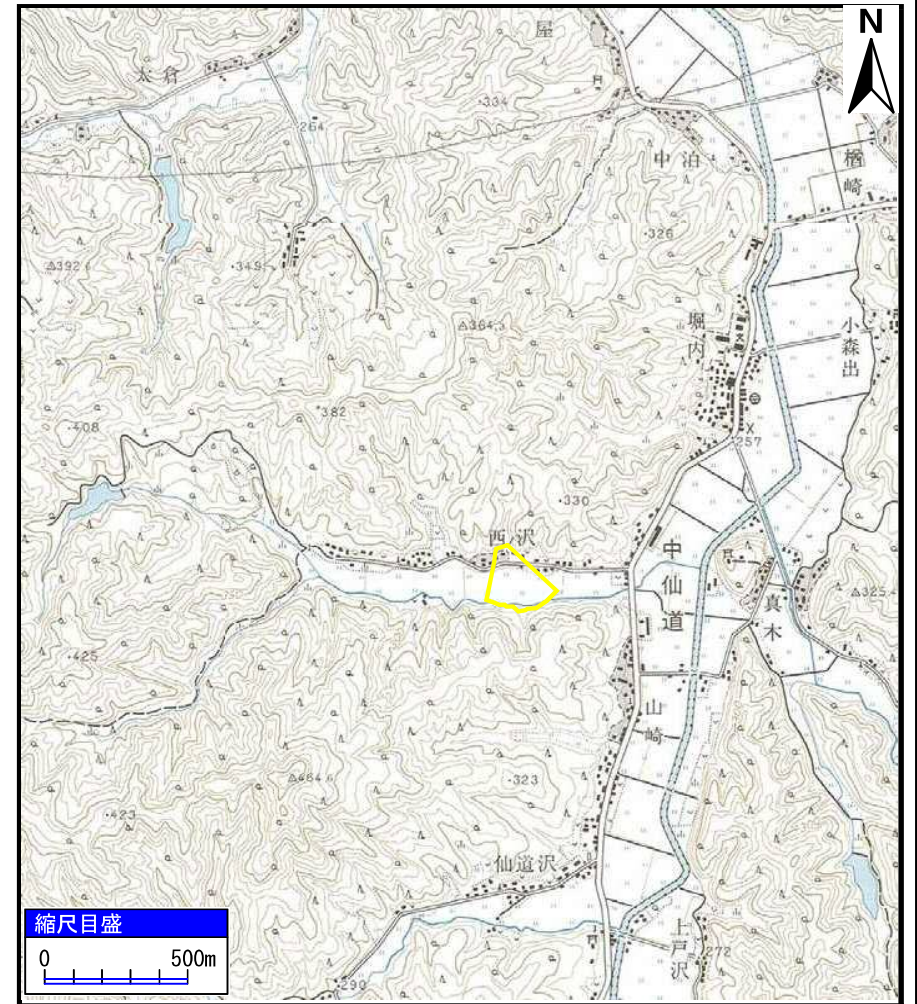 N
屋
太倉
・334
・264
中泊
楢崎
・326
△392.6
・349
△364.3
堀内
小森出
・382
・408
・257
・330
西沢
中仙道
真木
△325.4
・425
山崎
△464.6
・323
・423
仙道沢
上戸沢
・272
・290
縮尺目盛
0 500m